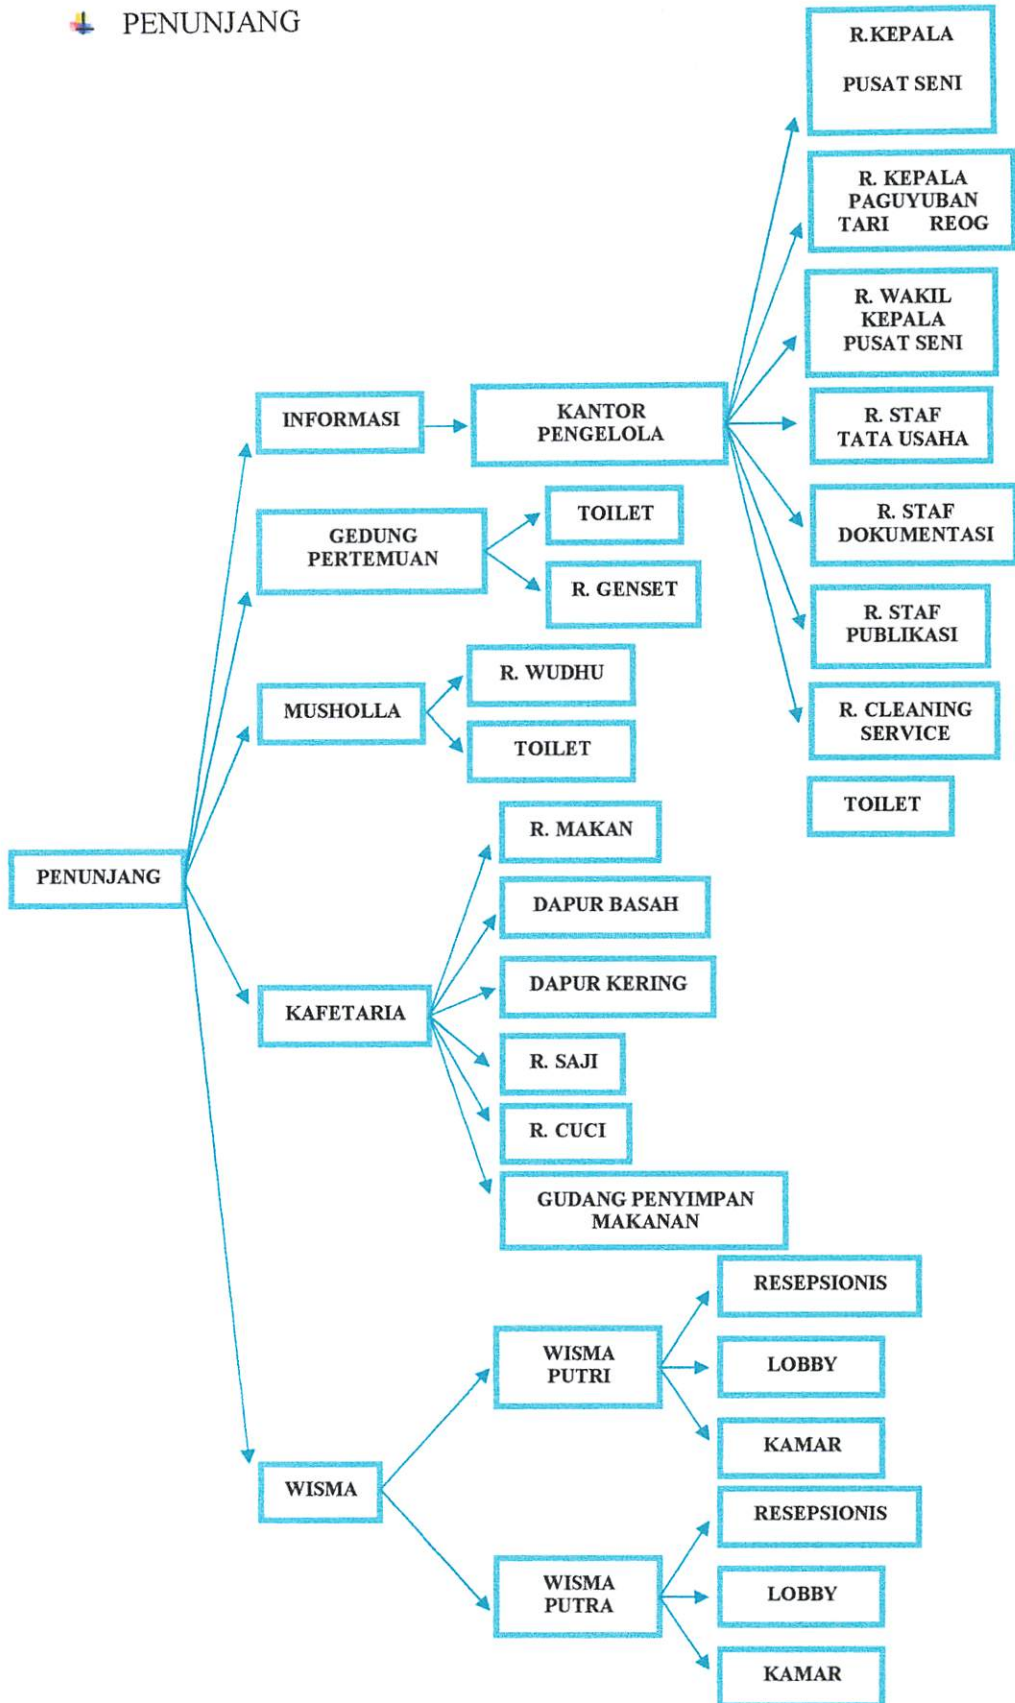 PENUNJANG
R.KEPALA
PUSAT SENI
R. KEPALA
PAGUYUBAN
TARI REOG
R. WAKIL
KEPALA
PUSAT SENI
INFORMASI
KANTOR
PENGELOLA
R. STAF
TATA USAHA
GEDUNG
PERTEMUAN
TOILET
R. GENSET
R. STAF
DOKUMENTASI
R. STAF
PUBLIKASI
MUSHOLLA
R. WUDHU
TOILET
R. CLEANING
SERVICE
TOILET
PENUNJANG
R. MAKAN
DAPUR BASAH
KAFETARIA
DAPUR KERING
R. SAJI
R. CUCI
GUDANG PENYIMPAN
MAKANAN
WISMA
WISMA
PUTRI
RESEPSIONIS
LOBBY
KAMAR
WISMA
PUTRA
RESEPSIONIS
LOBBY
KAMAR